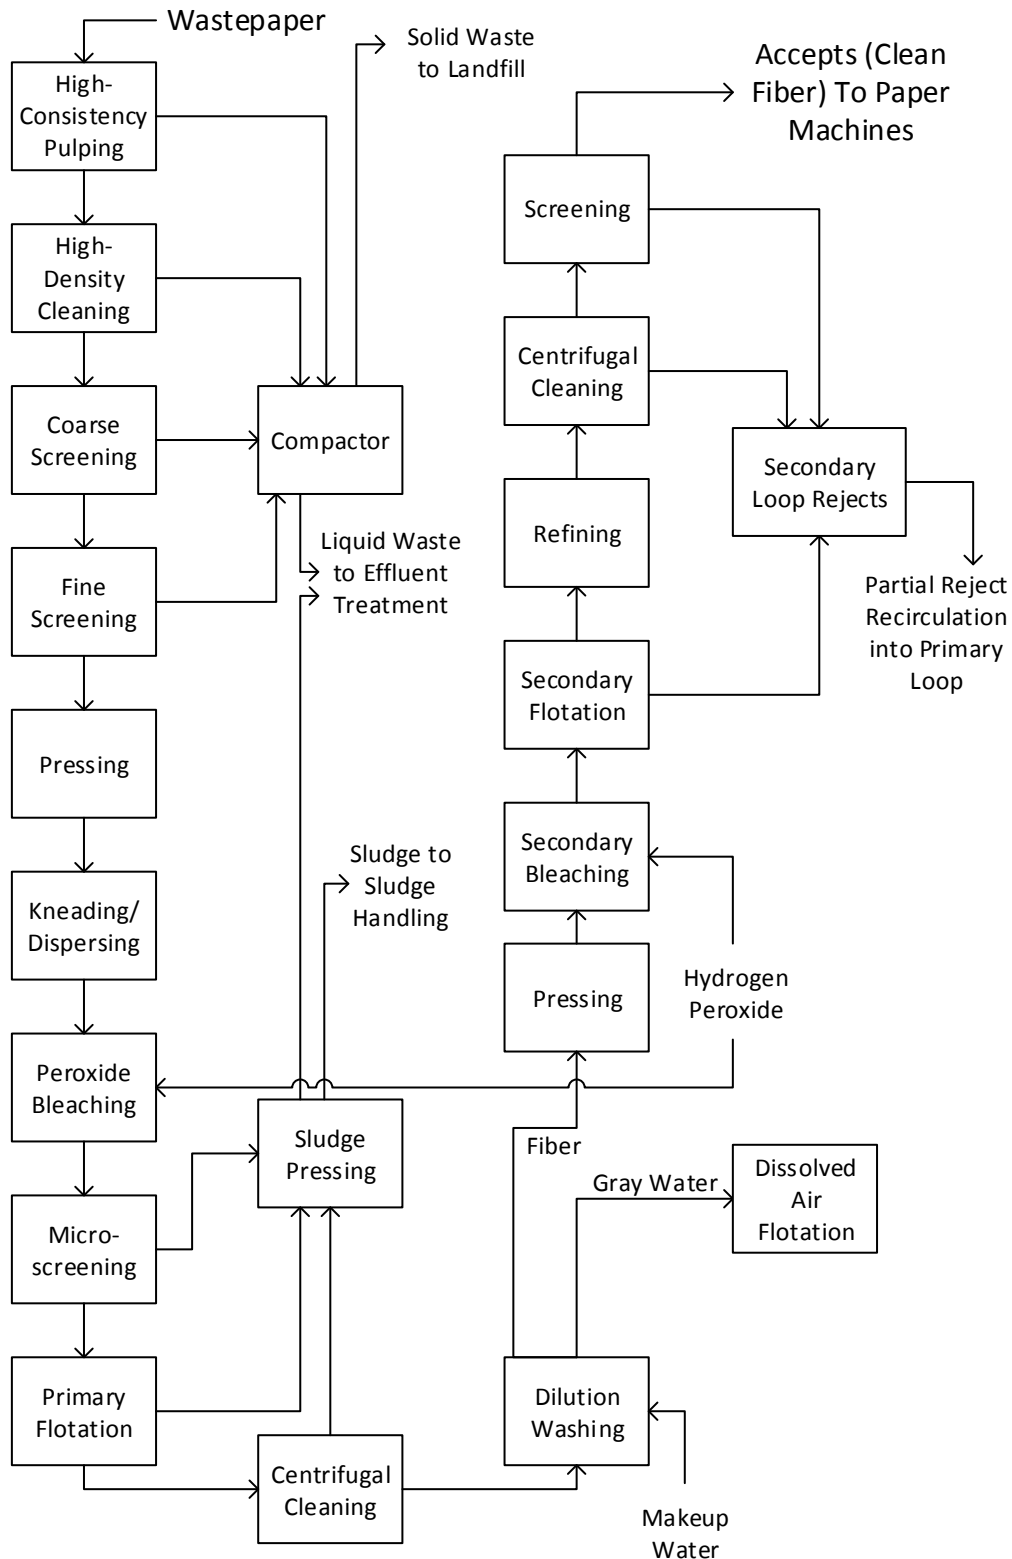 Wastepaper
High-
Consistency
Pulping
High-
Density
Cleaning
Coarse
Screening
Fine
Screening
Pressing
Kneading/
Dispersing
Peroxide
Bleaching
Micro-
screening
Primary
Flotation
Solid Waste
to Landfill
Compactor
Liquid Waste
to Effluent
Treatment
Sludge to
Sludge
Handling
Sludge
Pressing
Centrifugal
Cleaning
Accepts (Clean
Fiber) To Paper
Machines
Screening
Centrifugal
Cleaning
Refining
Secondary
Flotation
Secondary
Bleaching
Pressing
Fiber
Gray Water
Dilution
Washing
Makeup
Water
Secondary
Loop Rejects
Partial Reject
Recirculation
into Primary
Loop
Hydrogen
Peroxide
Dissolved
Air
Flotation